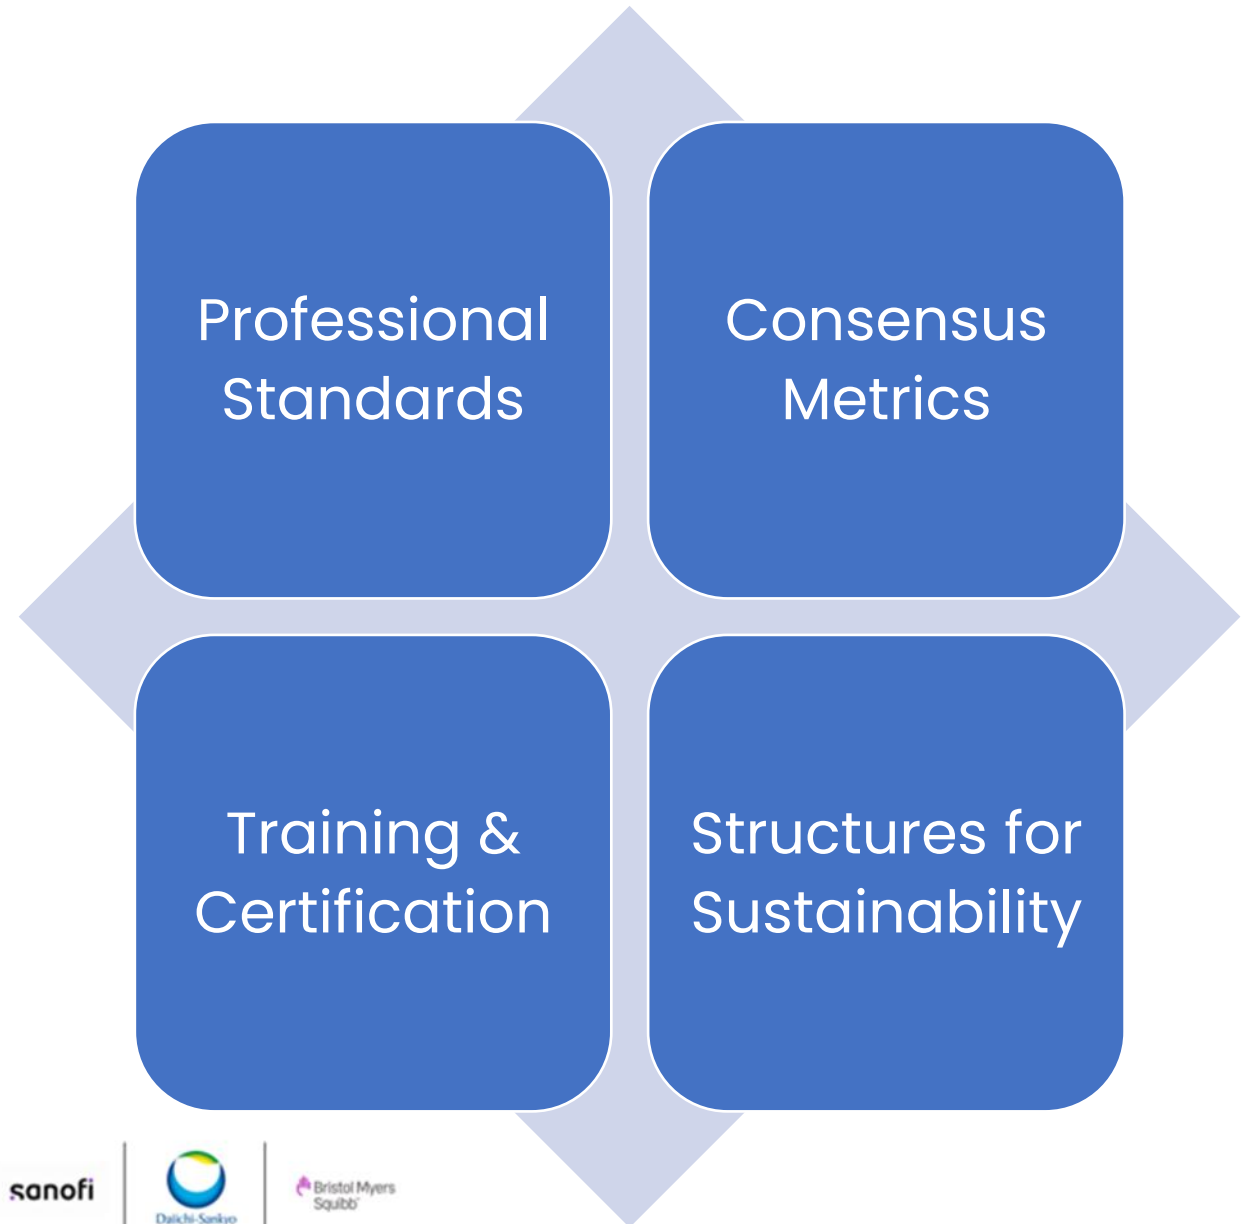 Professional
Standards
Consensus
Metrics
Training &
Certification
Structures for
Sustainability
sanofi
Daiichi-Sankyo
Bristol Myers
Squibb